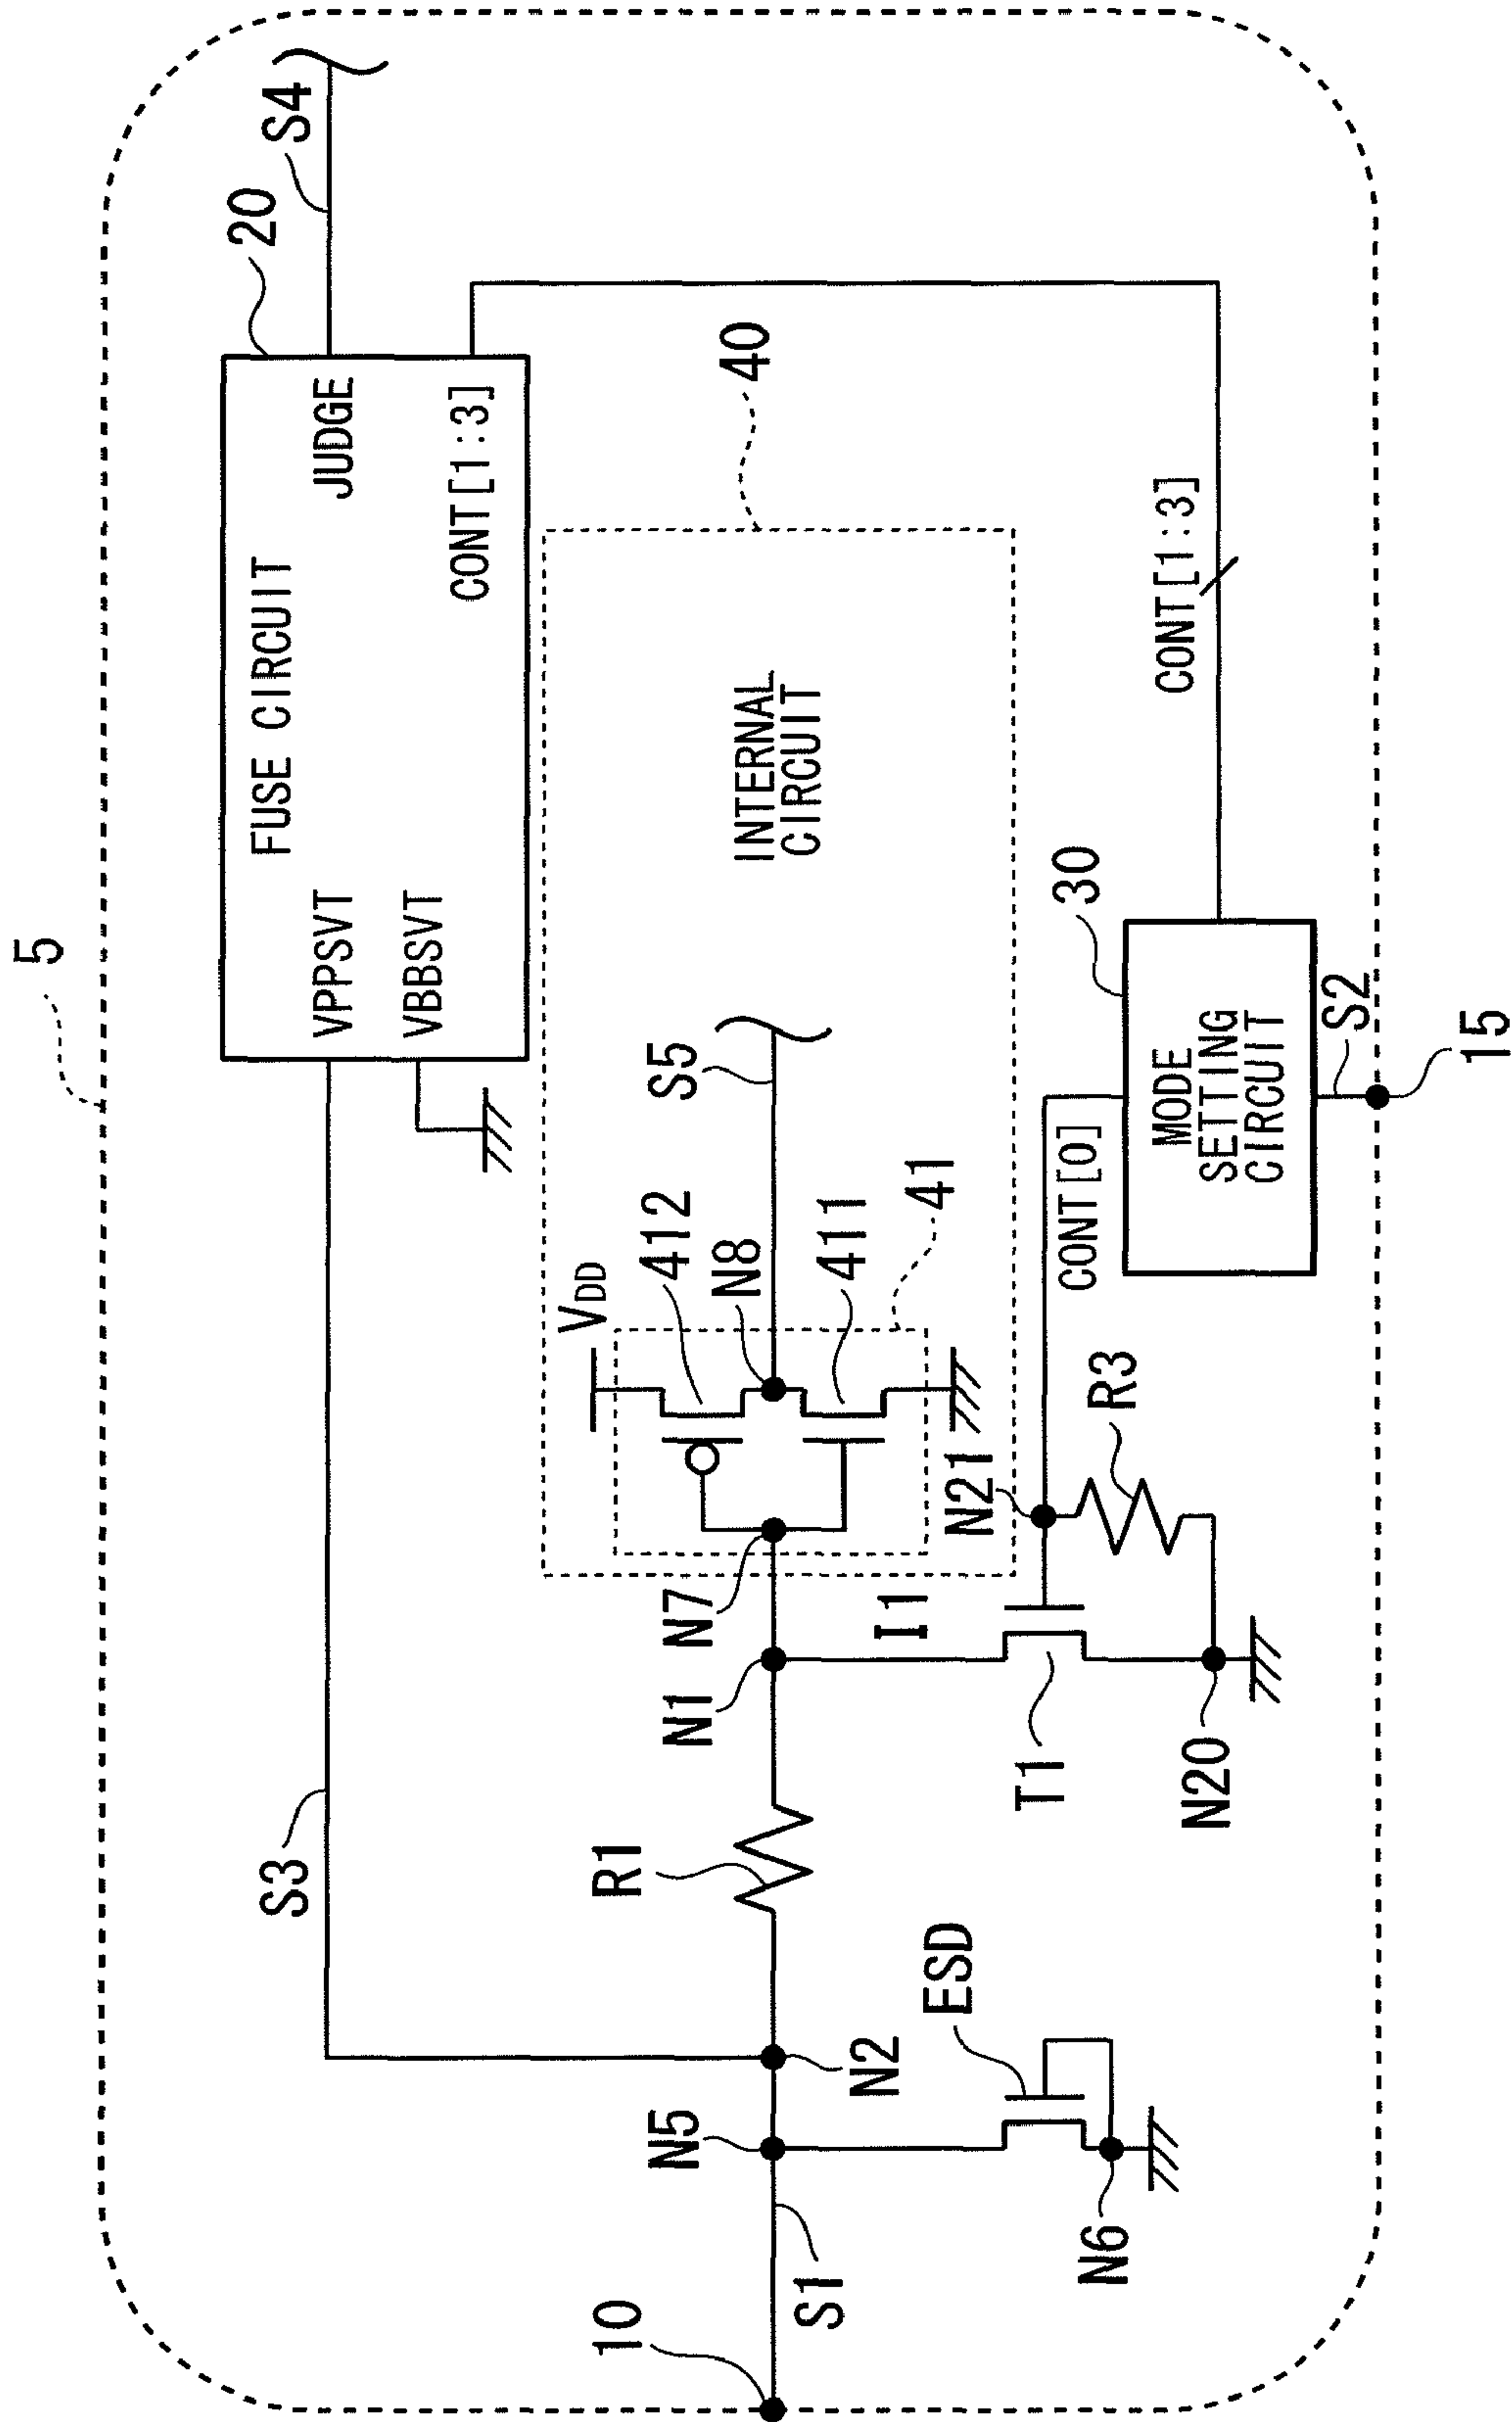 5
S4
20
FUSE CIRCUIT
VPPSVT
JUDGE
VBBSVT
CONT[1:3]
S3
40
INTERNAL
CIRCUIT
VDD
412
N8
S5
411
41
N7
N1
R1
I1
N21
R3
T1
N20
CONT[0]
CONT[1:3]
30
MODE
SETTING
CIRCUIT
S2
15
N5
N2
ESD
N6
S1
10